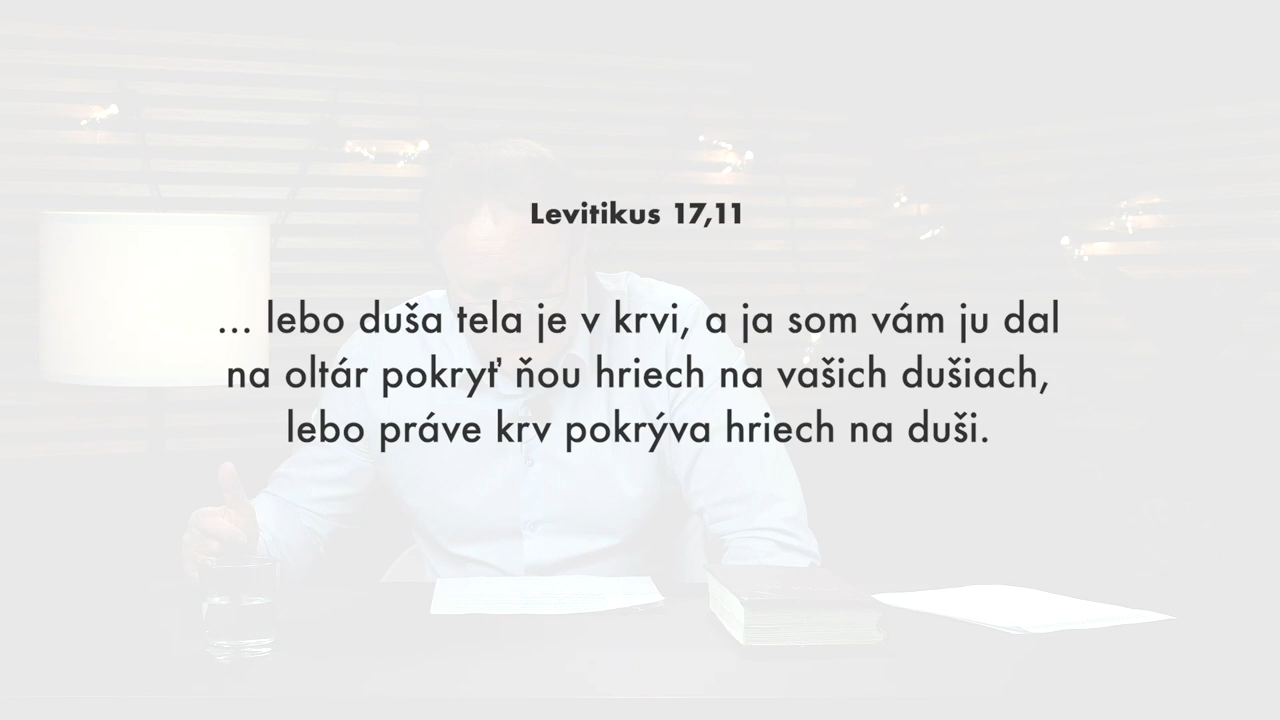 Levitikus 17,11
... lebo duša tela je v krvi, a ja som vám ju dal
na oltár pokryť ňou hriech na vašich dušiach,
lebo práve krv pokrýva hriech na duši.